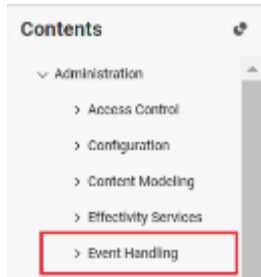 Contents
Administration
Access Control
Configuration
Content Modeling
Effectivity Services
Event Handling